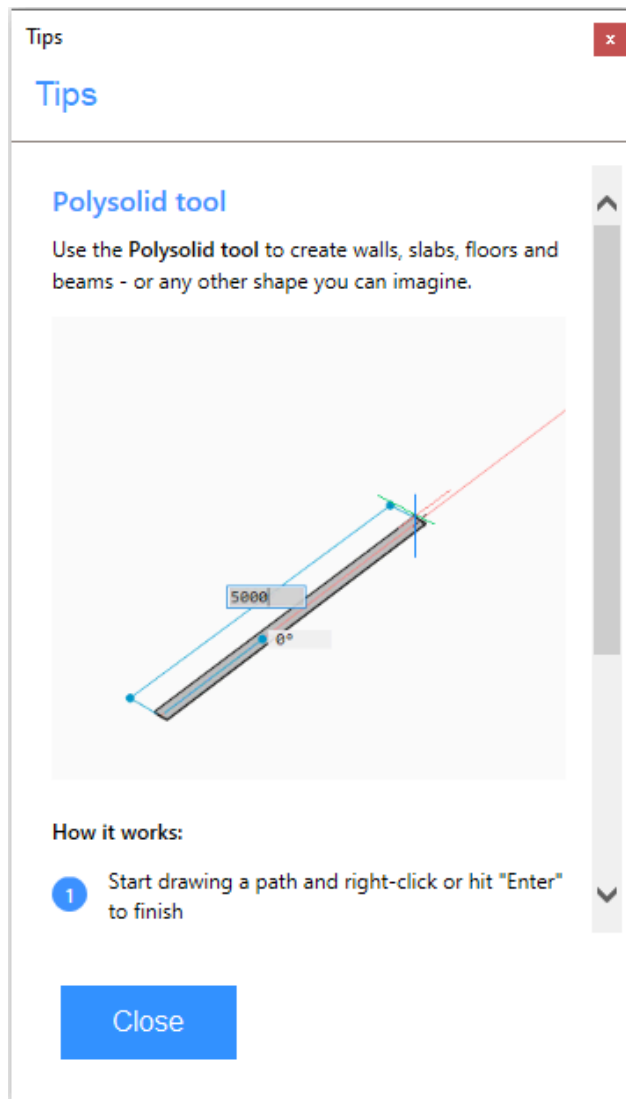 Tips
x
Tips
Polysolid tool
Use the Polysolid tool to create walls, slabs, floors and
beams - or any other shape you can imagine.
5000
0°
How it works:
1
Start drawing a path and right-click or hit "Enter"
to finish
Close